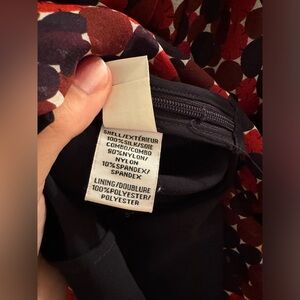 SHELL/EXTÉRIEUR
100%SILK/SOIE
COMBO/COMBO
90%NYLON/
NYLON
10%SPANDEX/
SPANDEX
LINING/DOUBLURE
100%POLYESTER/
POLYESTER